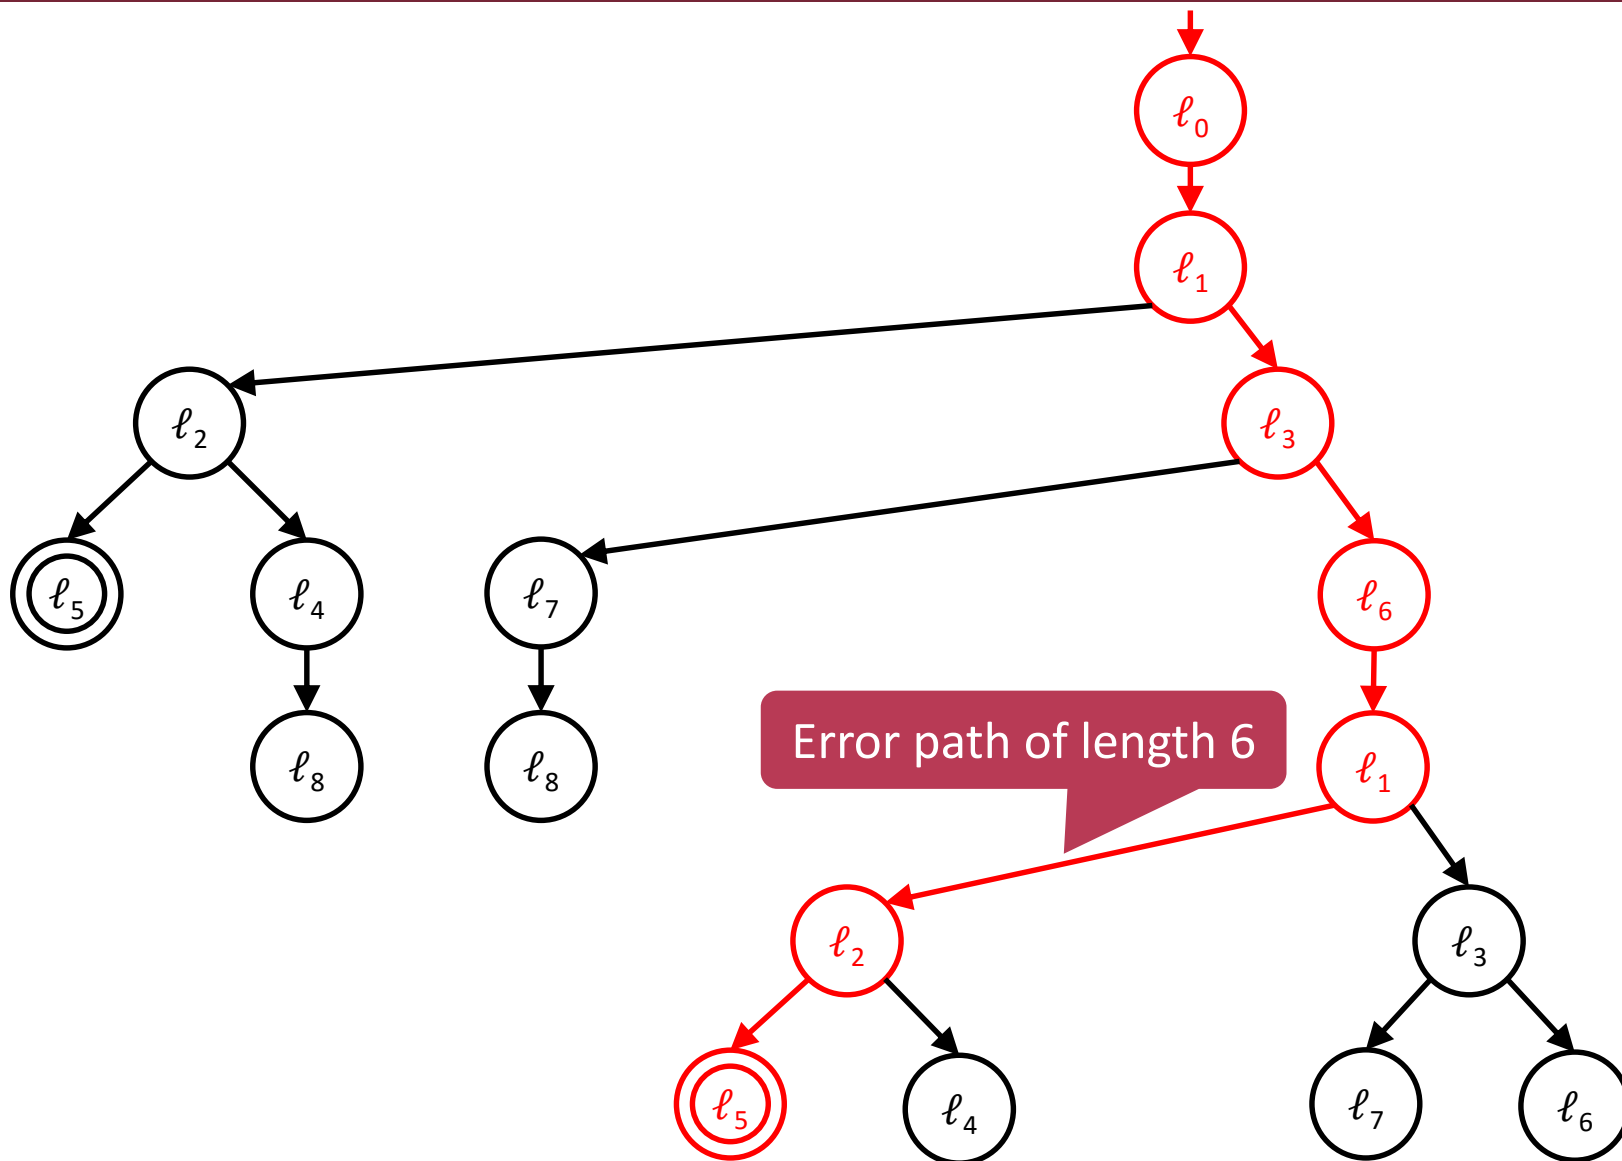 ℓ0
ℓ1
ℓ2
ℓ3
ℓ5
ℓ4
ℓ7
ℓ6
ℓ8
ℓ8
Error path of length 6
ℓ1
ℓ2
ℓ3
ℓ5
ℓ4
ℓ7
ℓ6